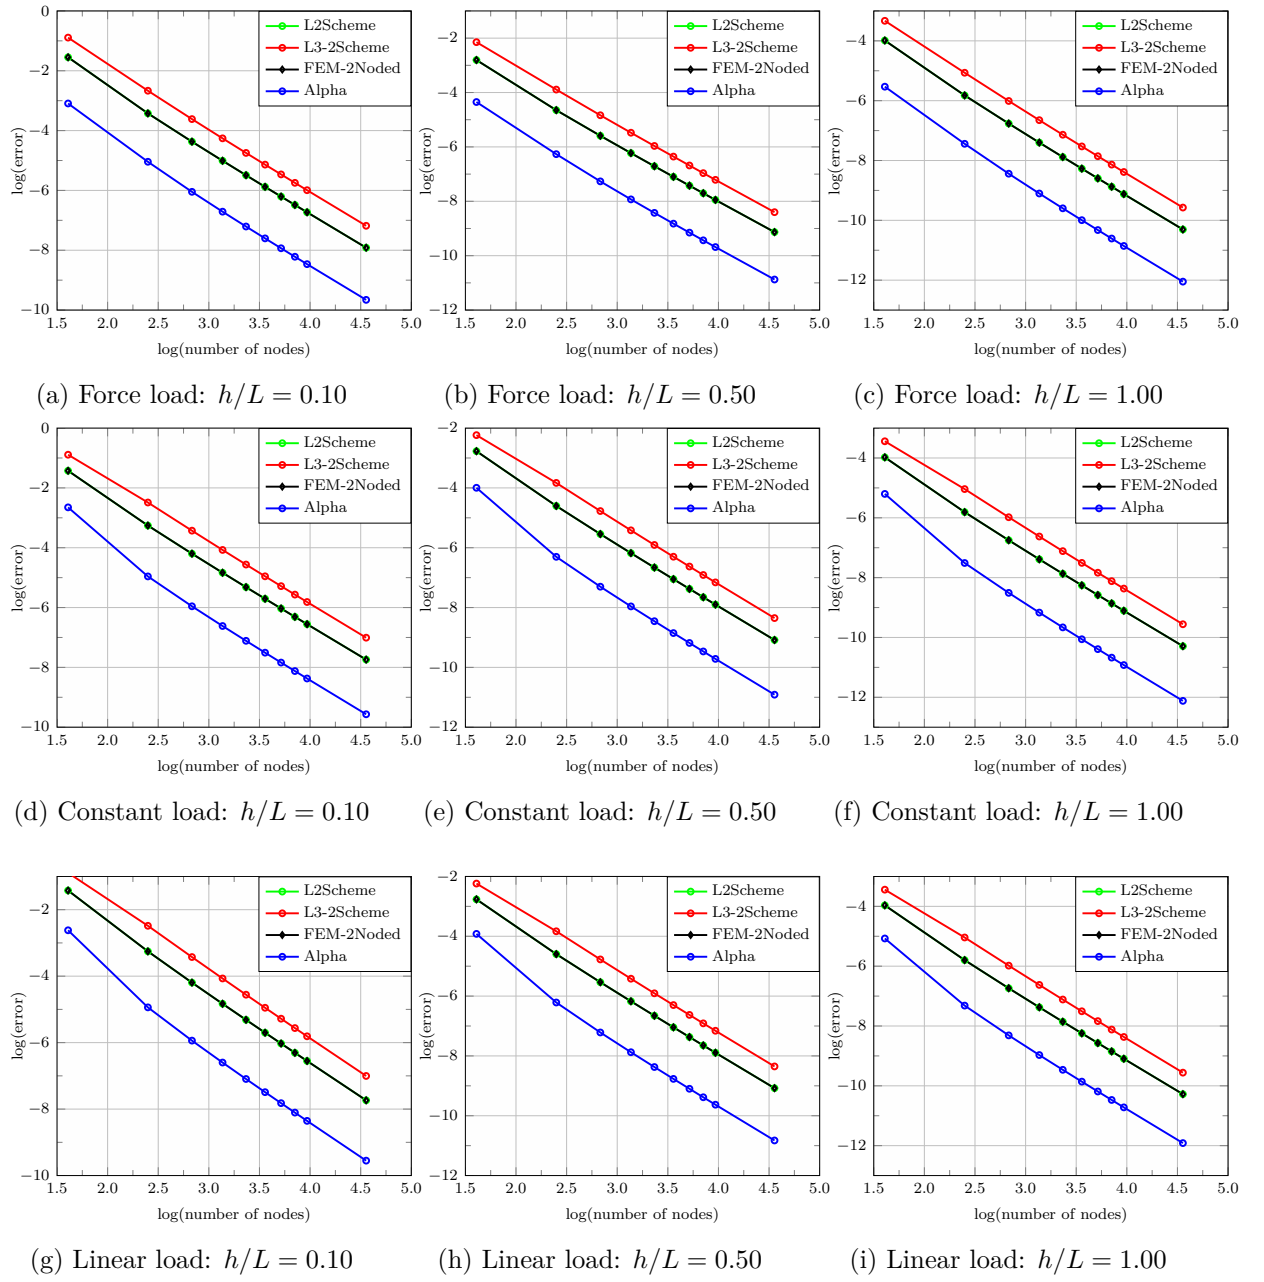 0
−2
−4
−6
−8
−10
log(error)
1.5 2.0 2.5 3.0 3.5 4.0 4.5 5.0
log(number of nodes)
L2Scheme
L3-2Scheme
FEM-2Noded
Alpha
(a) Force load: h/L = 0.10
−2
−4
−6
−8
−10
−12
log(error)
1.5 2.0 2.5 3.0 3.5 4.0 4.5 5.0
log(number of nodes)
L2Scheme
L3-2Scheme
FEM-2Noded
Alpha
(b) Force load: h/L = 0.50
−4
−6
−8
−10
−12
log(error)
1.5 2.0 2.5 3.0 3.5 4.0 4.5 5.0
log(number of nodes)
L2Scheme
L3-2Scheme
FEM-2Noded
Alpha
(c) Force load: h/L = 1.00
0
−2
−4
−6
−8
−10
log(error)
1.5 2.0 2.5 3.0 3.5 4.0 4.5 5.0
log(number of nodes)
L2Scheme
L3-2Scheme
FEM-2Noded
Alpha
(d) Constant load: h/L = 0.10
−2
−4
−6
−8
−10
−12
log(error)
1.5 2.0 2.5 3.0 3.5 4.0 4.5 5.0
log(number of nodes)
L2Scheme
L3-2Scheme
FEM-2Noded
Alpha
(e) Constant load: h/L = 0.50
−4
−6
−8
−10
−12
log(error)
1.5 2.0 2.5 3.0 3.5 4.0 4.5 5.0
log(number of nodes)
L2Scheme
L3-2Scheme
FEM-2Noded
Alpha
(f) Constant load: h/L = 1.00
−2
−4
−6
−8
−10
log(error)
1.5 2.0 2.5 3.0 3.5 4.0 4.5 5.0
log(number of nodes)
L2Scheme
L3-2Scheme
FEM-2Noded
Alpha
(g) Linear load: h/L = 0.10
−2
−4
−6
−8
−10
−12
log(error)
1.5 2.0 2.5 3.0 3.5 4.0 4.5 5.0
log(number of nodes)
L2Scheme
L3-2Scheme
FEM-2Noded
Alpha
(h) Linear load: h/L = 0.50
−4
−6
−8
−10
−12
log(error)
1.5 2.0 2.5 3.0 3.5 4.0 4.5 5.0
log(number of nodes)
L2Scheme
L3-2Scheme
FEM-2Noded
Alpha
(i) Linear load: h/L = 1.00